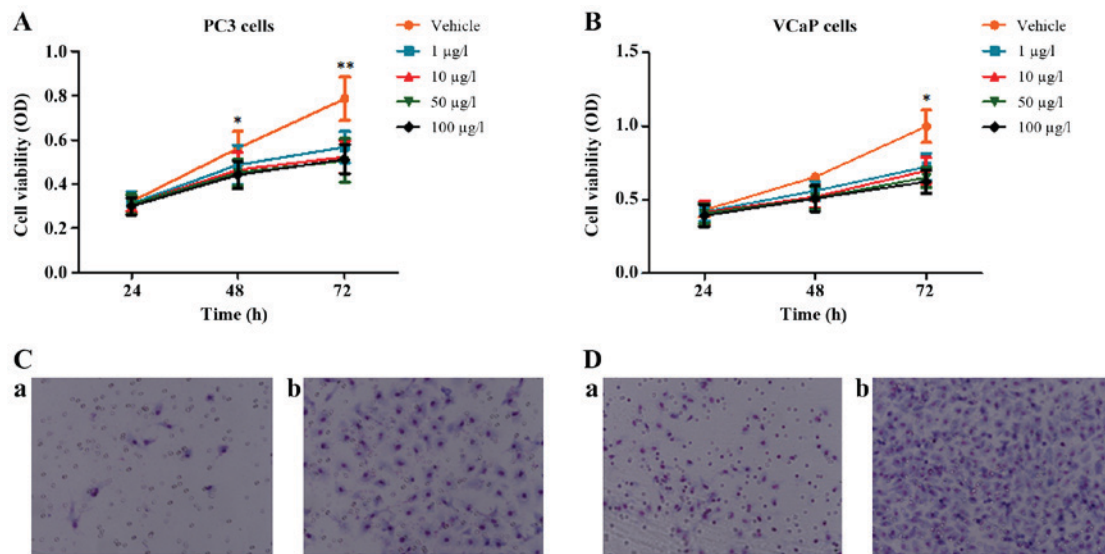 A
PC3 cells
Vehicle
1 µg/l
10 µg/l
50 µg/l
100 µg/l
1.0
0.8
0.6
0.4
0.2
0.0
Cell viability (OD)
*
**
24
48
72
Time (h)
B
VCaP cells
Vehicle
1 µg/l
10 µg/l
50 µg/l
100 µg/l
1.5
1.0
0.5
0.0
Cell viability (OD)
*
24
48
72
Time (h)
C
a
b
D
a
b